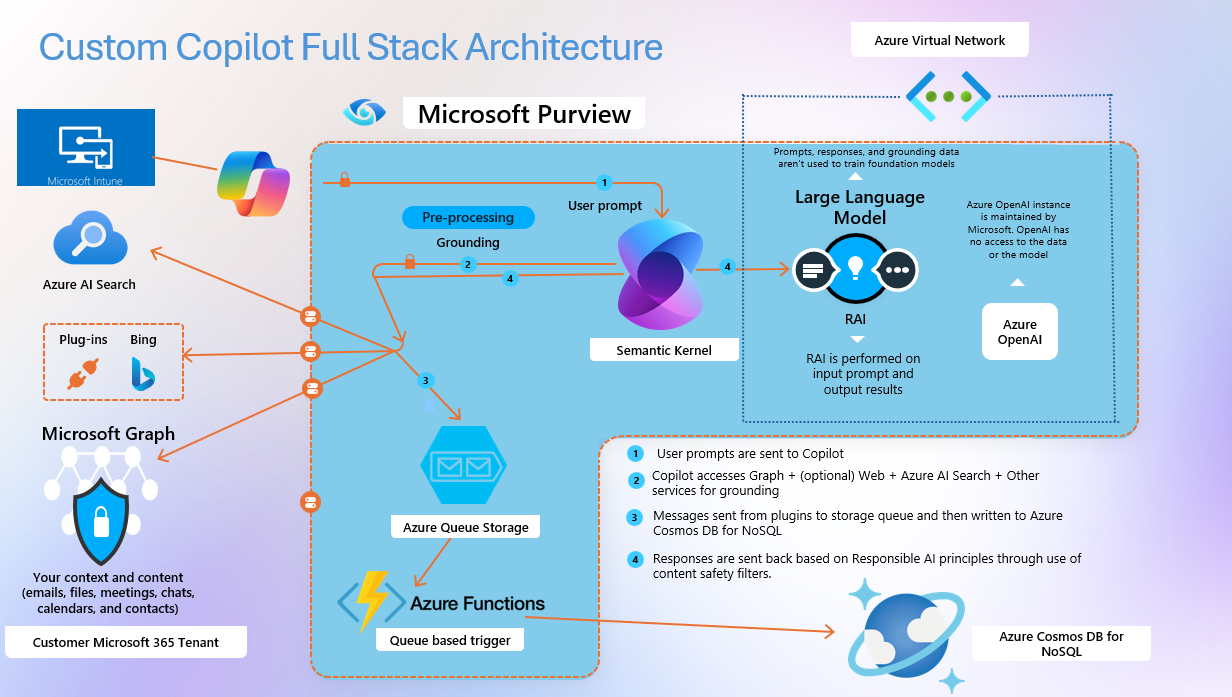 Custom Copilot Full Stack Architecture
Azure Virtual Network
Microsoft Purview
Microsoft Intune
Prompts, responses, and grounding data
aren't used to train foundation models
1
User prompt
Large Language
Model
Azure OpenAI instance
is maintained by
Microsoft. OpenAI has
no access to the data
or the model
Pre-processing
Grounding
2
4
4
Azure AI Search
RAI
Azure
OpenAI
Plug-ins
Bing
Semantic Kernel
RAI is performed on
input prompt and
output results
3
Microsoft Graph
1
User prompts are sent to Copilot
2
Copilot accesses Graph + (optional) Web + Azure AI Search + Other
services for grounding
Azure Queue Storage
3
Messages sent from plugins to storage queue and then written to Azure
Cosmos DB for NoSQL
4
Responses are sent back based on Responsible AI principles through use of
content safety filters.
Your context and content
(emails, files, meetings, chats,
calendars, and contacts)
Azure Functions
Queue based trigger
Customer Microsoft 365 Tenant
Azure Cosmos DB for
NoSQL